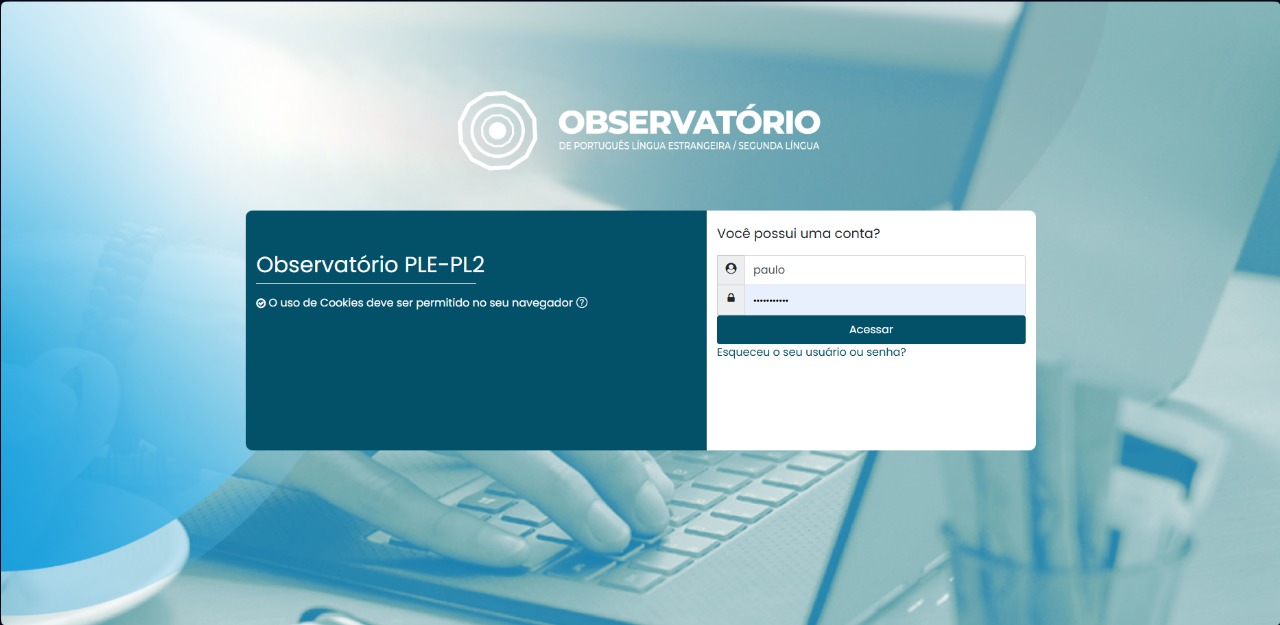 OBSERVATÓRIO
DE PORTUGUÊS LÍNGUA ESTRANGEIRA / SEGUNDA LÍNGUA
Observatório PLE-PL2
O uso de Cookies deve ser permitido no seu navegador
Você possui uma conta?
paulo
•••••••••••
Acessar
Esqueceu o seu usuário ou senha?